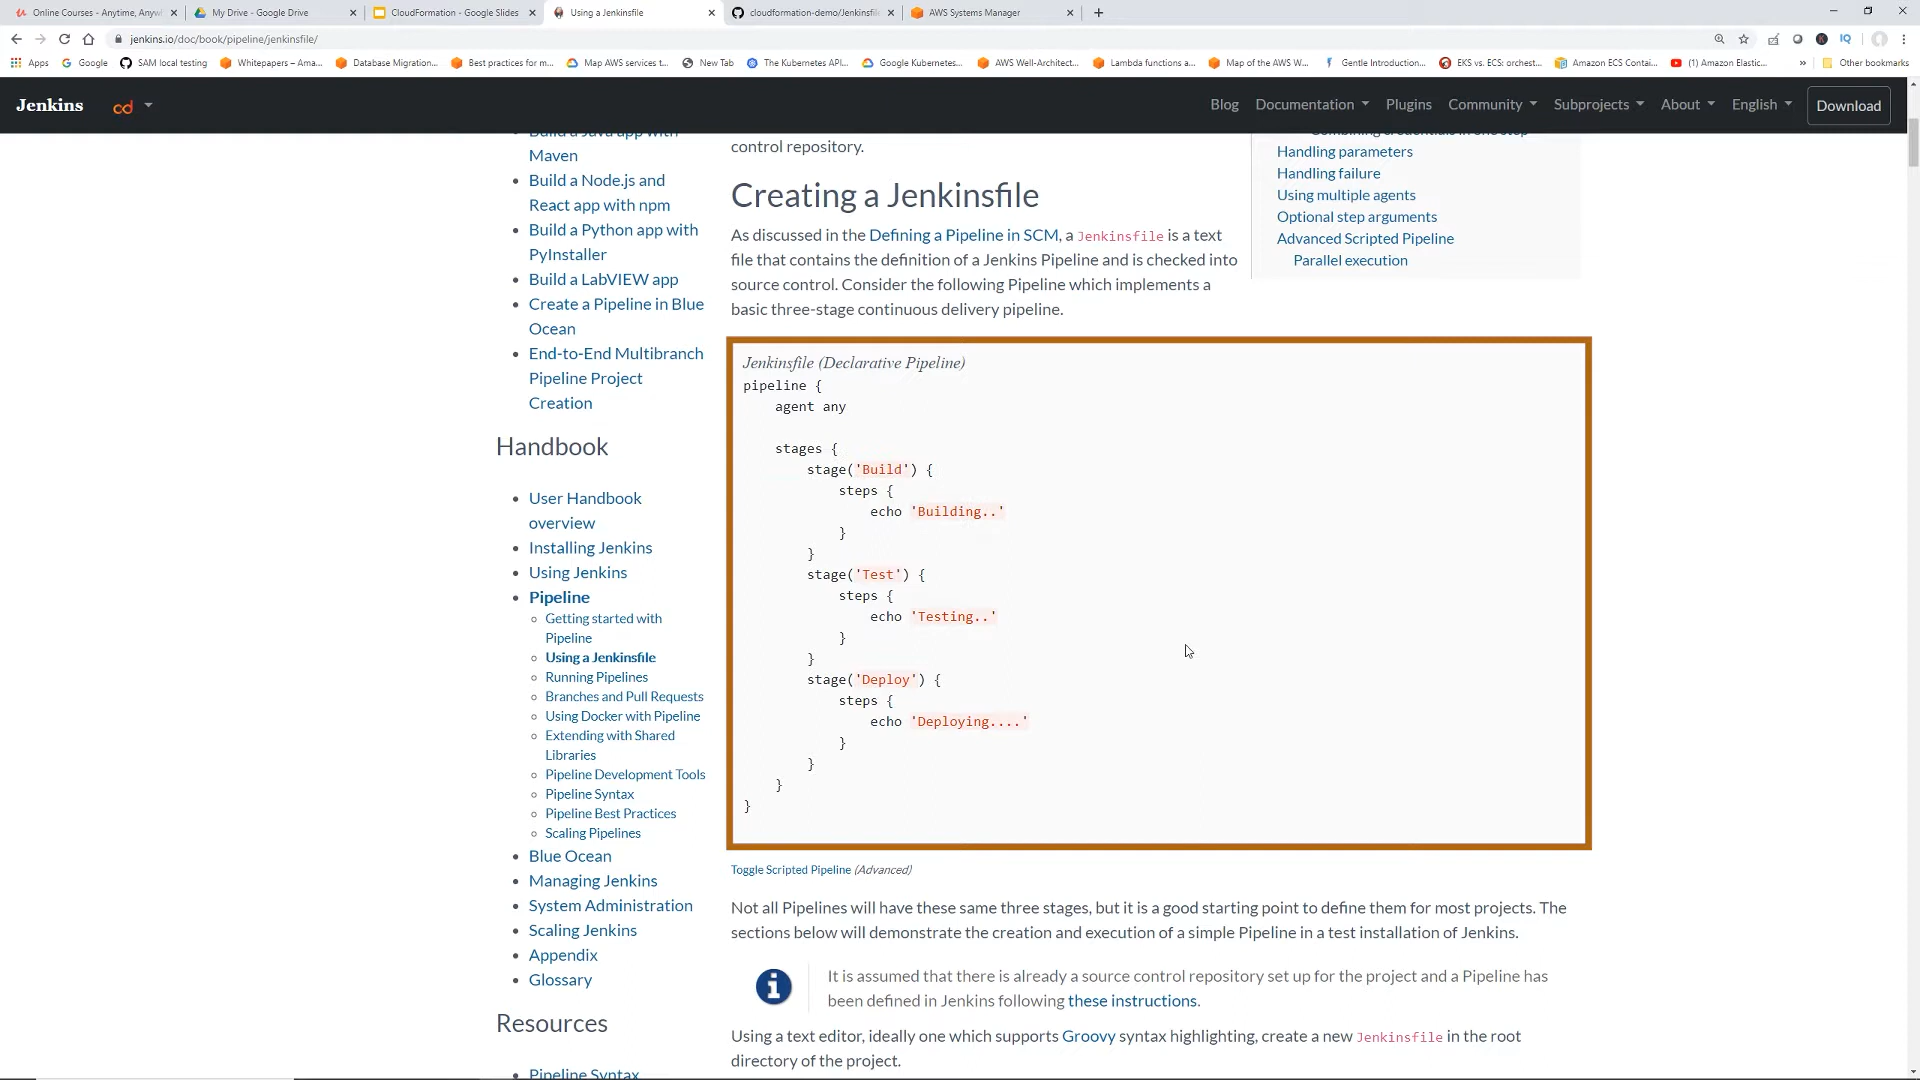 Online Courses - Anytime, Anyw
My Drive - Google Drive
CloudFormation - Google Slides
Using a Jenkinsfile
cloudformation-demo/Jenkinsfile
AWS Systems Manager
jenkins.io/doc/book/pipeline/jenkinsfile/
Apps
Google
SAM local testing
Whitepapers – Ama...
Database Migration...
Best practices for m...
Map AWS services t...
New Tab
The Kubernetes API...
Google Kubernetes...
AWS Well-Architect...
Lambda functions a...
Map of the AWS W...
Gentle Introduction...
EKS vs. ECS: orchest...
Amazon ECS Contai...
(1) Amazon Elastic...
»
Other bookmarks
Jenkins
cd
Blog
Documentation
Plugins
Community
Subprojects
About
English
Download
Build a Java app with
Maven
Build a Node.js and
React app with npm
Build a Python app with
PyInstaller
Build a LabVIEW app
Create a Pipeline in Blue
Ocean
End-to-End Multibranch
Pipeline Project
Creation
Handbook
User Handbook
overview
Installing Jenkins
Using Jenkins
Pipeline
Getting started with
Pipeline
Using a Jenkinsfile
Running Pipelines
Branches and Pull Requests
Using Docker with Pipeline
Extending with Shared
Libraries
Pipeline Development Tools
Pipeline Syntax
Pipeline Best Practices
Scaling Pipelines
Blue Ocean
Managing Jenkins
System Administration
Scaling Jenkins
Appendix
Glossary
Resources
Pipeline Syntax
control repository.
Creating a Jenkinsfile
As discussed in the Defining a Pipeline in SCM, a Jenkinsfile is a text
file that contains the definition of a Jenkins Pipeline and is checked into
source control. Consider the following Pipeline which implements a
basic three-stage continuous delivery pipeline.
Jenkinsfile (Declarative Pipeline)
pipeline {
    agent any
    stages {
        stage('Build') {
            steps {
                echo 'Building..'
            }
        }
        stage('Test') {
            steps {
                echo 'Testing..'
            }
        }
        stage('Deploy') {
            steps {
                echo 'Deploying....'
            }
        }
    }
}
Toggle Scripted Pipeline (Advanced)
Not all Pipelines will have these same three stages, but it is a good starting point to define them for most projects. The
sections below will demonstrate the creation and execution of a simple Pipeline in a test installation of Jenkins.
It is assumed that there is already a source control repository set up for the project and a Pipeline has
been defined in Jenkins following these instructions.
Using a text editor, ideally one which supports Groovy syntax highlighting, create a new Jenkinsfile in the root
directory of the project.
Combining credentials in one step
Handling parameters
Handling failure
Using multiple agents
Optional step arguments
Advanced Scripted Pipeline
Parallel execution